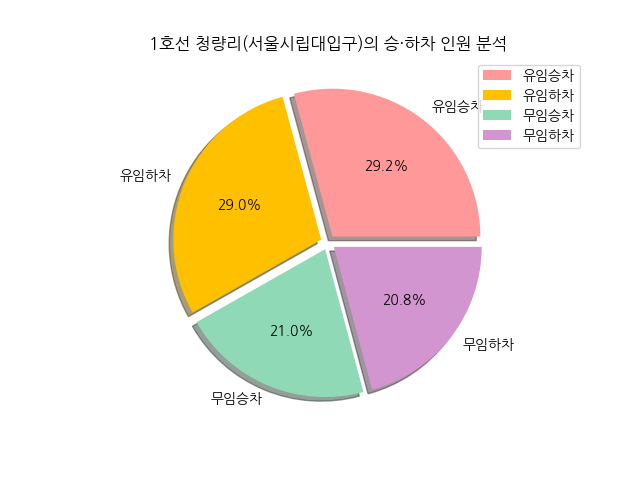 1호선 청량리(서울시립대입구)의 승·하차 인원 분석
유임승차
유임하차
무임승차
무임하차
유임승차
29.2%
유임하차
29.0%
21.0%
무임승차
20.8%
무임하차